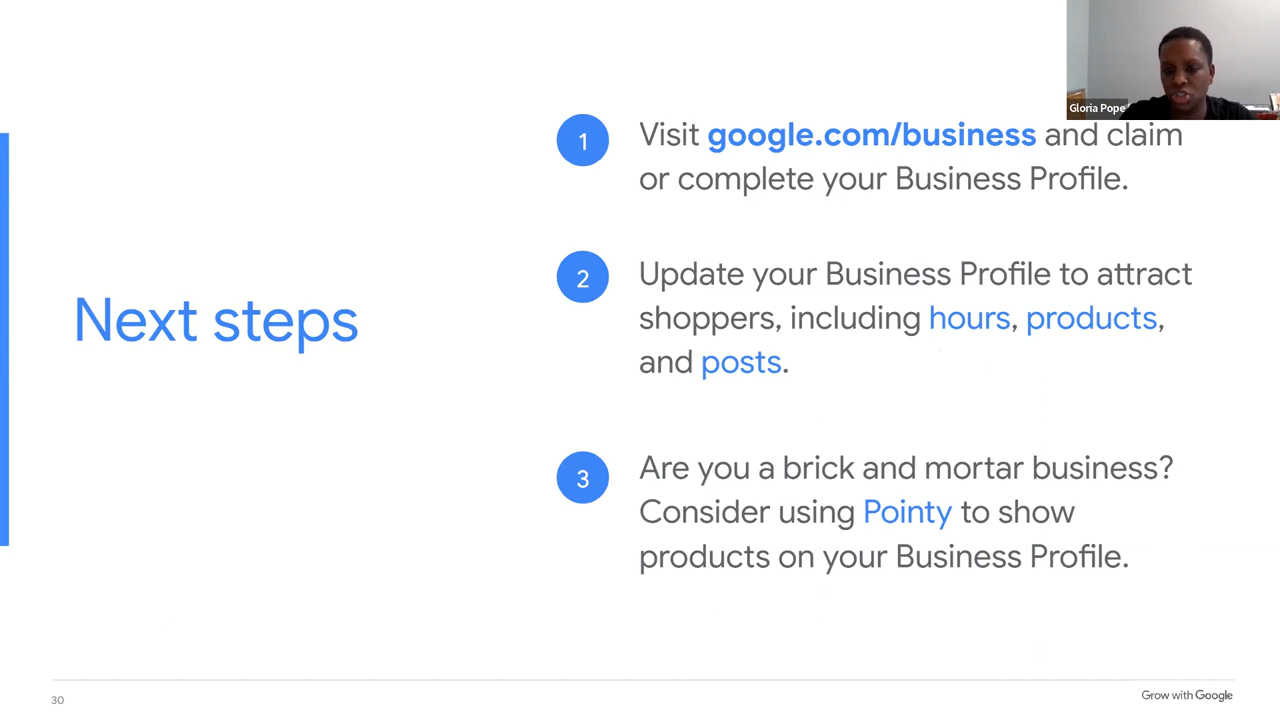 Gloria Pope
1
Visit google.com/business and claim
or complete your Business Profile.
Next steps
2
Update your Business Profile to attract
shoppers, including hours, products,
and posts.
3
Are you a brick and mortar business?
Consider using Pointy to show
products on your Business Profile.
30
Grow with Google